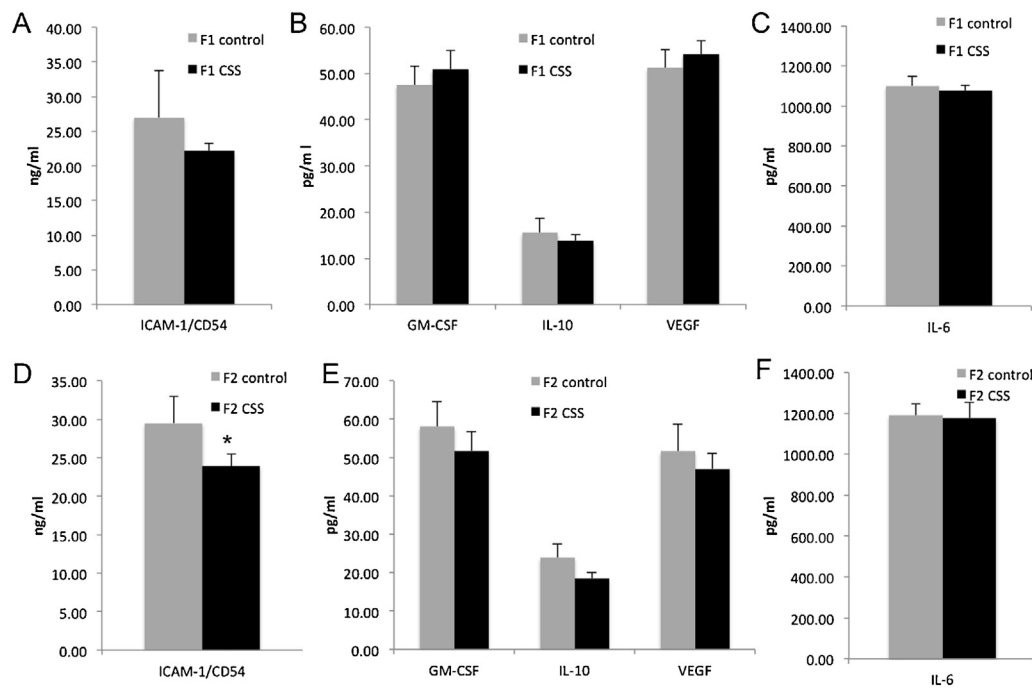 A
40.00
35.00
30.00
25.00
20.00
15.00
10.00
5.00
0.00
ng/ml
F1 control
F1 CSS
ICAM-1/CD54
B
60.00
50.00
40.00
30.00
20.00
10.00
0.00
pg/m l
F1 control
F1 CSS
GM-CSF
IL-10
VEGF
C
1400.00
1200.00
1000.00
800.00
600.00
400.00
200.00
0.00
pg/ml
F1 control
F1 CSS
IL-6
D
35.00
30.00
25.00
20.00
15.00
10.00
5.00
0.00
ng/ml
F2 control
F2 CSS
*
ICAM-1/CD54
E
70.00
60.00
50.00
40.00
30.00
20.00
10.00
0.00
pg/ml
F2 control
F2 CSS
GM-CSF
IL-10
VEGF
F
1400.00
1200.00
1000.00
800.00
600.00
400.00
200.00
0.00
pg/ml
F2 control
F2 CSS
IL-6